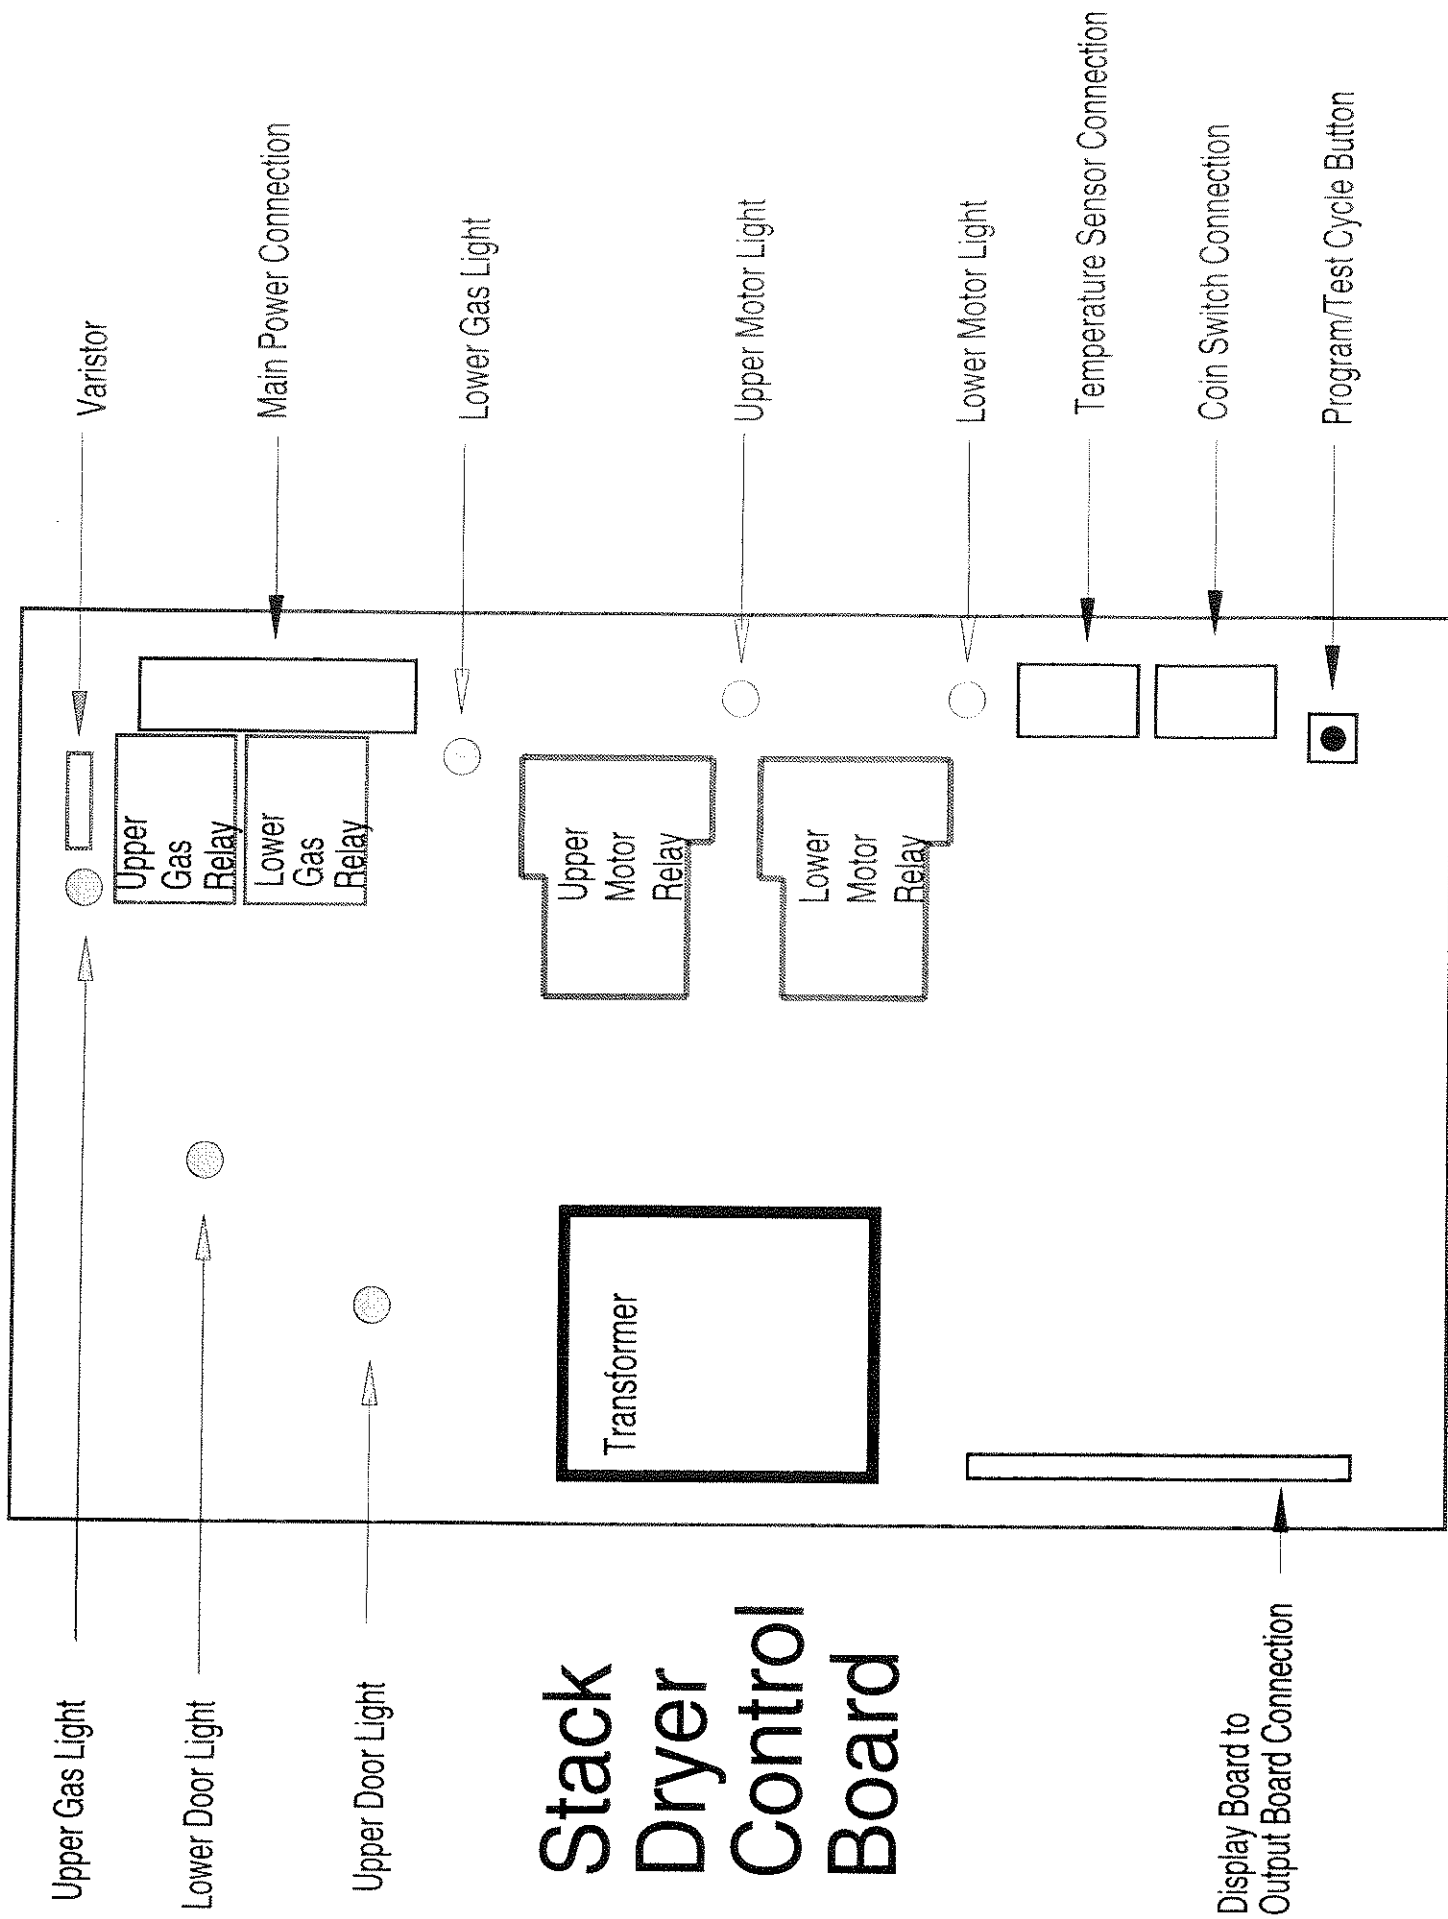 Varistor
Main Power Connection
Lower Gas Light
Upper Motor Light
Lower Motor Light
Temperature Sensor Connection
Coin Switch Connection
Program/Test Cycle Button
Upper
Gas
Relay
Lower
Gas
Relay
Upper
Motor
Relay
Lower
Motor
Relay
Transformer
Upper Gas Light
Lower Door Light
Upper Door Light
Stack
Dryer
Control
Board
Display Board to
Output Board Connection